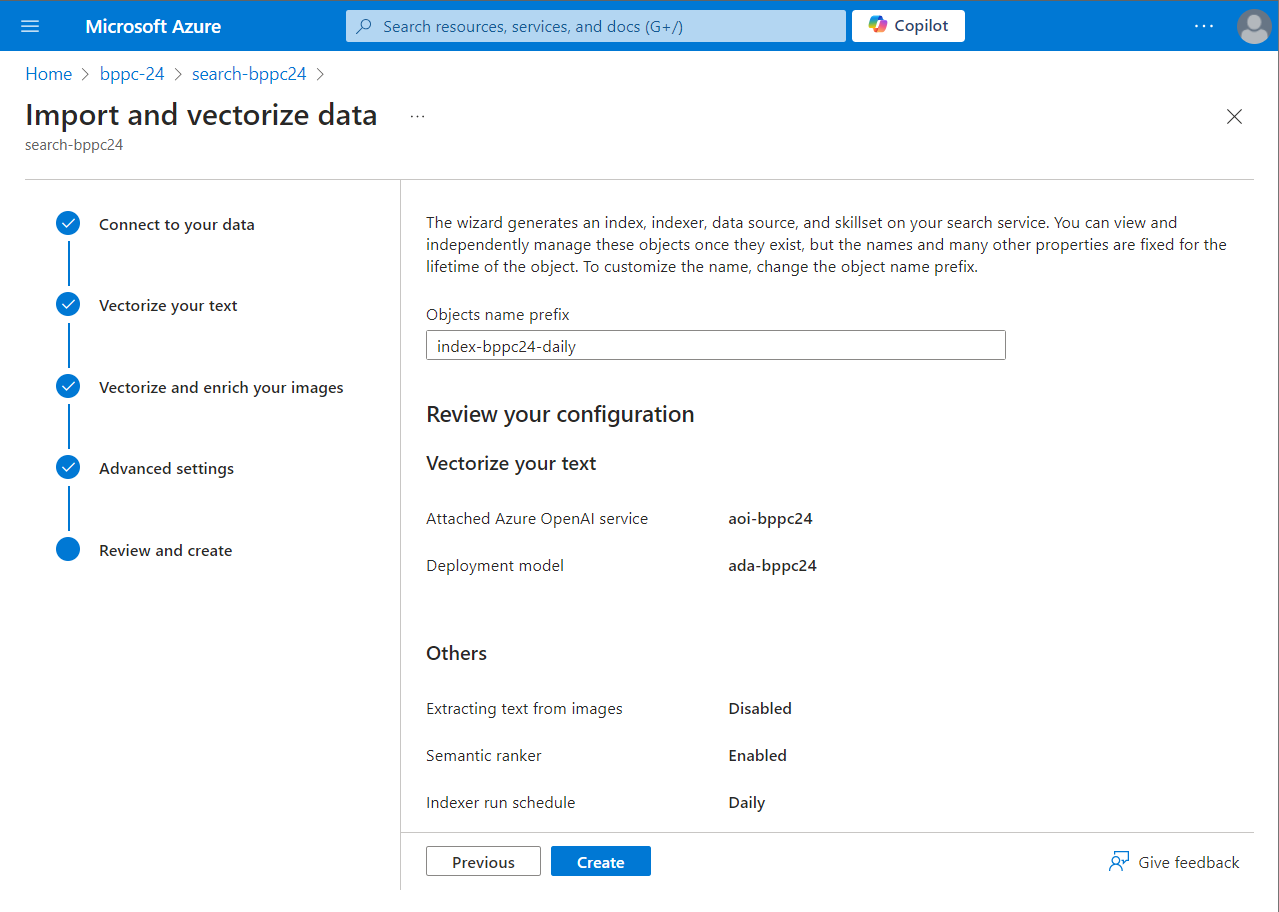 Microsoft Azure
Search resources, services, and docs (G+/)
Copilot
...
Home > bppc-24 > search-bppc24 >
Import and vectorize data ...
search-bppc24
Connect to your data
Vectorize your text
Vectorize and enrich your images
Advanced settings
Review and create
The wizard generates an index, indexer, data source, and skillset on your search service. You can view and
independently manage these objects once they exist, but the names and many other properties are fixed for the
lifetime of the object. To customize the name, change the object name prefix.
Objects name prefix
index-bppc24-daily
Review your configuration
Vectorize your text
Attached Azure OpenAI service aoi-bppc24
Deployment model ada-bppc24
Others
Extracting text from images Disabled
Semantic ranker Enabled
Indexer run schedule Daily
Previous Create Give feedback